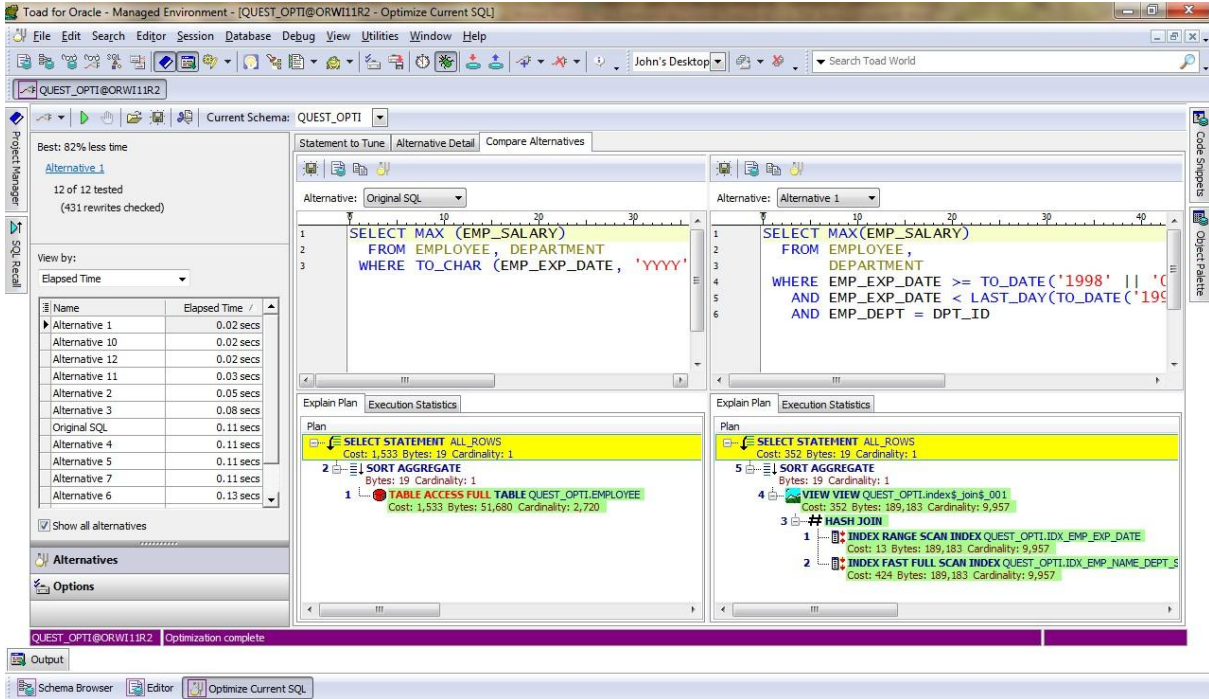 Toad for Oracle - Managed Environment - [QUEST_OPTI@ORWI11R2 - Optimize Current SQL]
File Edit Search Editor Session Database Debug View Utilities Window Help
John's Desktop
Search Toad World
QUEST_OPTI@ORWI11R2
Current Schema: QUEST_OPTI
Project Manager
SQL Recall
Best: 82% less time
Alternative 1
12 of 12 tested
(431 rewrites checked)
View by:
Elapsed Time
Name Elapsed Time
Alternative 1 0.02 secs
Alternative 10 0.02 secs
Alternative 12 0.02 secs
Alternative 11 0.03 secs
Alternative 2 0.05 secs
Alternative 3 0.08 secs
Original SQL 0.11 secs
Alternative 4 0.11 secs
Alternative 5 0.11 secs
Alternative 7 0.11 secs
Alternative 6 0.13 secs
Show all alternatives
Alternatives
Options
Statement to Tune Alternative Detail Compare Alternatives
Alternative: Original SQL
10 20 30
1 SELECT MAX (EMP_SALARY)
2 FROM EMPLOYEE, DEPARTMENT
3 WHERE TO_CHAR (EMP_EXP_DATE, 'YYYY'
Explain Plan Execution Statistics
Plan
SELECT STATEMENT ALL_ROWS
Cost: 1,533 Bytes: 19 Cardinality: 1
2 SORT AGGREGATE
Bytes: 19 Cardinality: 1
1 TABLE ACCESS FULL TABLE QUEST_OPTI.EMPLOYEE
Cost: 1,533 Bytes: 51,680 Cardinality: 2,720
Alternative: Alternative 1
10 20 30 40
1 SELECT MAX(EMP_SALARY)
2 FROM EMPLOYEE,
3 DEPARTMENT
4 WHERE EMP_EXP_DATE >= TO_DATE('1998' || '0
5 AND EMP_EXP_DATE < LAST_DAY(TO_DATE('199
6 AND EMP_DEPT = DPT_ID
Explain Plan Execution Statistics
Plan
SELECT STATEMENT ALL_ROWS
Cost: 352 Bytes: 19 Cardinality: 1
5 SORT AGGREGATE
Bytes: 19 Cardinality: 1
4 VIEW VIEW QUEST_OPTI.index$_join$_001
Cost: 352 Bytes: 189,183 Cardinality: 9,957
3 HASH JOIN
1 INDEX RANGE SCAN INDEX QUEST_OPTI.IDX_EMP_EXP_DATE
Cost: 13 Bytes: 189,183 Cardinality: 9,957
2 INDEX FAST FULL SCAN INDEX QUEST_OPTI.IDX_EMP_NAME_DEPT_S
Cost: 424 Bytes: 189,183 Cardinality: 9,957
Code Snippets
Object Palette
QUEST_OPTI@ORWI11R2 Optimization complete
Output
Schema Browser Editor Optimize Current SQL